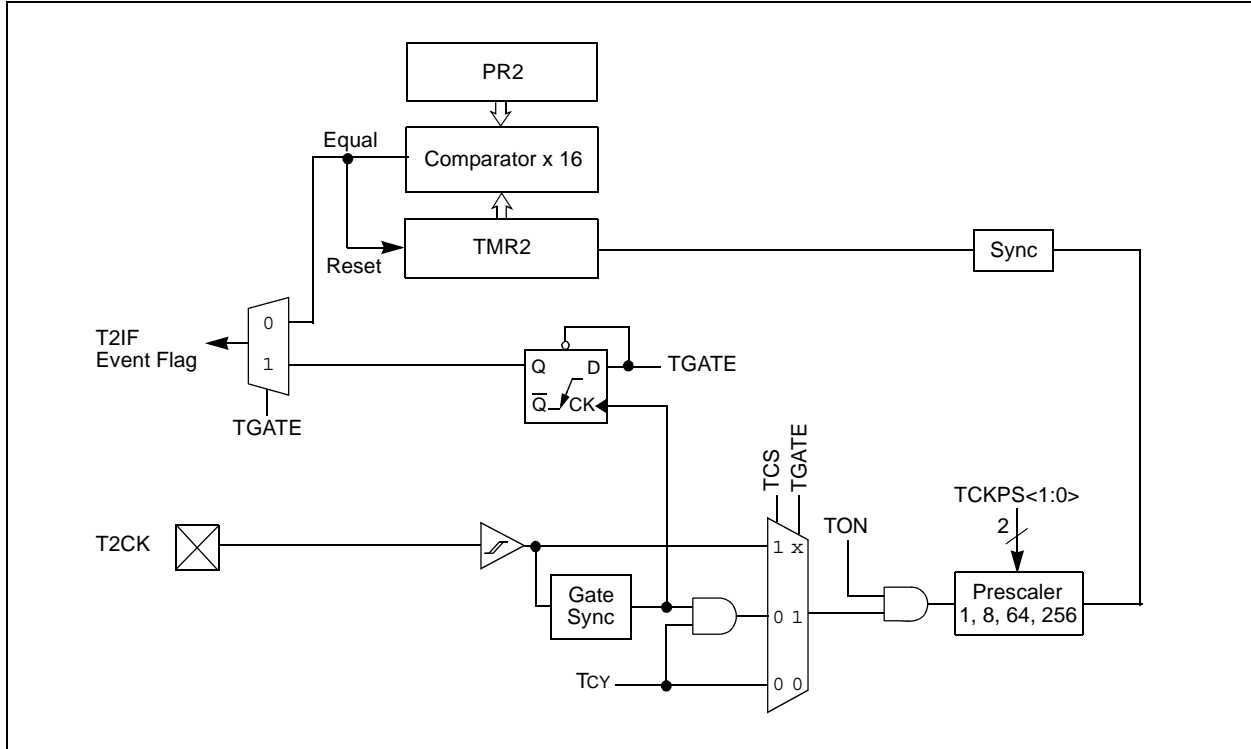 PR2
Equal
Comparator x 16
Reset
TMR2
Sync
T2IF
Event Flag
0
1
TGATE
Q
D
Q̅
CK
TGATE
T2CK
Gate
Sync
TCY
TCS
TGATE
1 x
0 1
0 0
TON
TCKPS<1:0>
2
Prescaler
1, 8, 64, 256